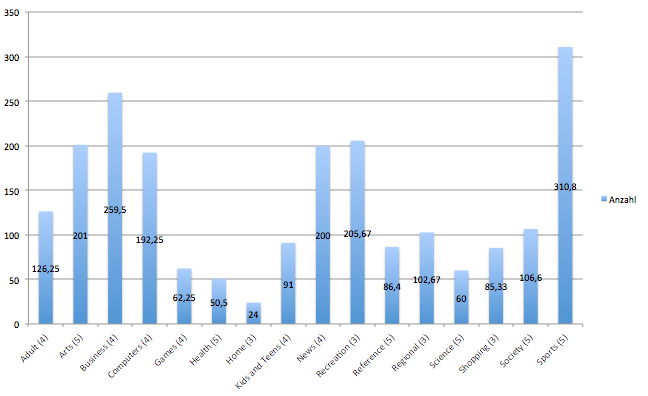 350
300
250
200
150
100
50
0
126,25
201
259,5
192,25
62,25
50,5
24
91
200
205,67
86,4
102,67
60
85,33
106,6
310,8
Adult (4)
Arts (5)
Business (4)
Computers (4)
Games (4)
Health (5)
Home (3)
Kids and Teens (4)
News (4)
Recreation (3)
Reference (5)
Regional (3)
Science (5)
Shopping (3)
Society (5)
Sports (5)
Anzahl